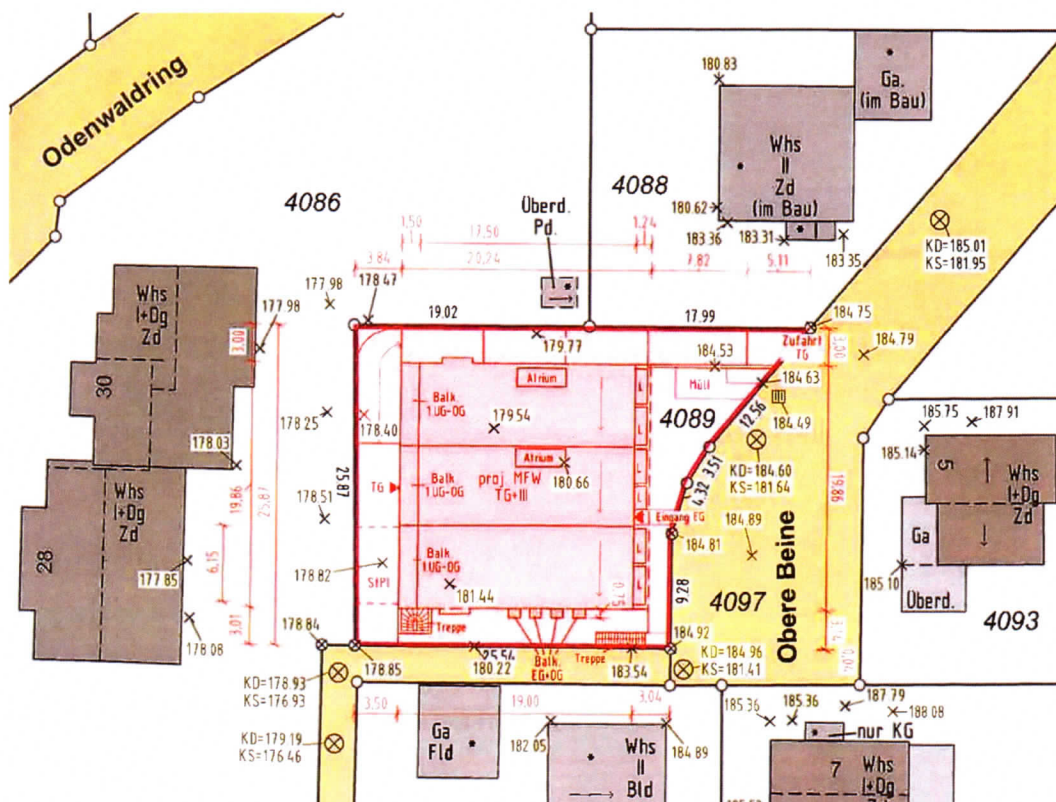 Odenwaldring
4086
4088
180.83
Ga.
(im Bau)
Whs
II
Zd
(im Bau)
180.62
183.36
183.31
183.35
KD=185.01
KS=181.95
Überd.
Pd.
1,50
17,50
1,24
3,84
20,24
7,82
5,11
177.98
178.47
19.02
17.99
184.75
Whs
I+Dg
Zd
30
177.98
3,00
179.77
184.53
Zufahrt
TG
3,00
184.79
184.63
Müll
184.49
Atrium
Balk
1.UG-OG
179.54
178.25
178.40
178.03
4089
12.56
3.51
4.32
KD=184.60
KS=181.64
185.75
187.91
185.14
5
Whs
I+Dg
Zd
Atrium
Balk
1.UG-OG
proj. MFW
TG+III
180.66
25.87
TG
19,86
25,87
178.51
Whs
I+Dg
Zd
28
Eingang EG
184.81
184.89
19,86
Ga
Überd.
185.10
Balk
1.UG-OG
6,15
177.85
178.82
StPl
181.44
L
L
L
L
L
L
9.28
4097
Obere Beine
4093
3,01
178.08
Treppe
0,75
3,14
0,04
178.84
178.85
25.54
180.22
Balk.
EG+OG
Treppe
183.54
184.92
KD=184.96
KS=181.41
KD=178.93
KS=176.93
3,50
19,00
3,04
KD=179.19
KS=176.46
Ga
Fld
182.05
Whs
II
Bld
184.89
185.36
185.36
187.79
188.08
nur KG
7
Whs
I+Dg